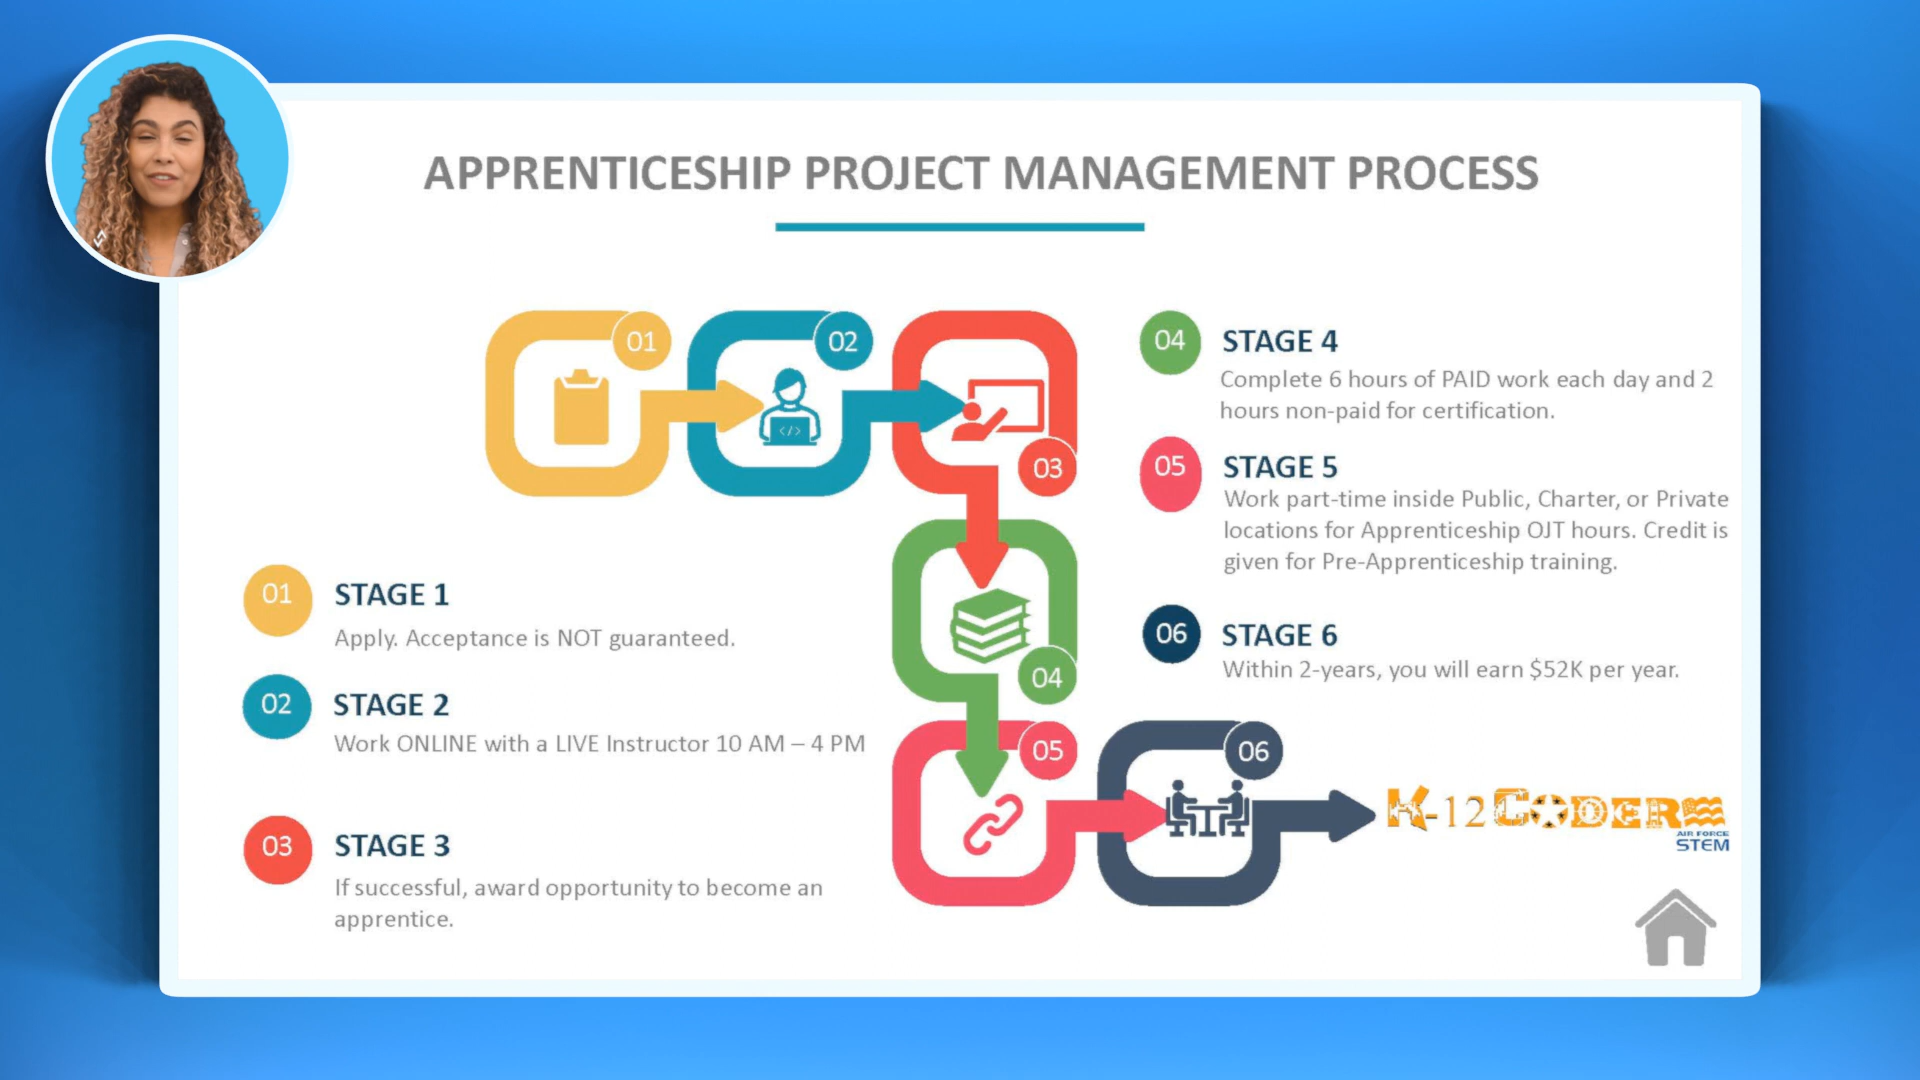 APPRENTICESHIP PROJECT MANAGEMENT PROCESS
01
02
03
04
05
06
</>
01
STAGE 1
Apply. Acceptance is NOT guaranteed.
02
STAGE 2
Work ONLINE with a LIVE Instructor 10 AM – 4 PM
03
STAGE 3
If successful, award opportunity to become an
apprentice.
04
STAGE 4
Complete 6 hours of PAID work each day and 2
hours non-paid for certification.
05
STAGE 5
Work part-time inside Public, Charter, or Private
locations for Apprenticeship OJT hours. Credit is
given for Pre-Apprenticeship training.
06
STAGE 6
Within 2-years, you will earn $52K per year.
K-12 CODER
AIR FORCE
STEM